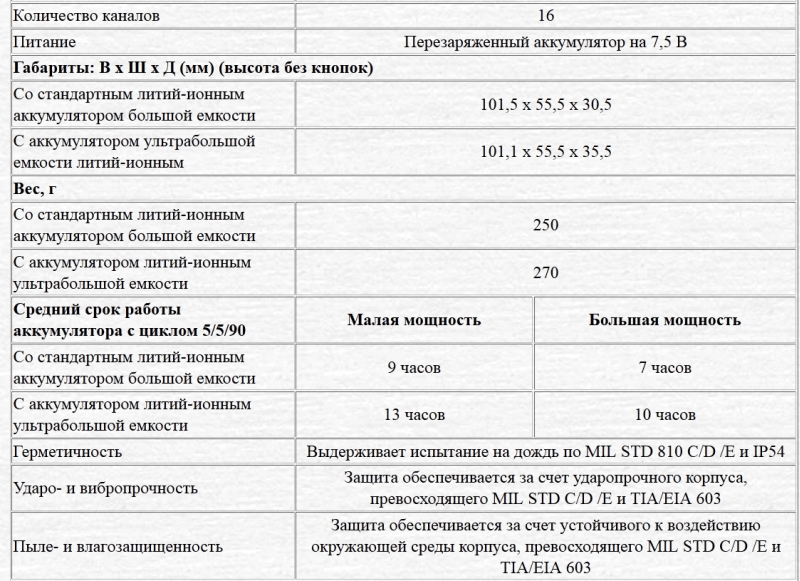 Количество каналов 16
Питание Перезаряженный аккумулятор на 7,5 В
Габариты: В х Ш х Д (мм) (высота без кнопок)
Со стандартным литий-ионным
аккумулятором большой емкости
101,5 х 55,5 х 30,5
С аккумулятором ультрабольшой
емкости литий-ионным
101,1 х 55,5 х 35,5
Вес, г
Со стандартным литий-ионным
аккумулятором большой емкости
250
С аккумулятором литий-ионным
ультрабольшой емкости
270
Средний срок работы
аккумулятора с циклом 5/5/90
Малая мощность Большая мощность
Со стандартным литий-ионным
аккумулятором большой емкости
9 часов 7 часов
С аккумулятором литий-ионным
ультрабольшой емкости
13 часов 10 часов
Герметичность Выдерживает испытание на дождь по MIL STD 810 C/D /E и IP54
Ударо- и вибропрочность
Защита обеспечивается за счет ударопрочного корпуса,
превосходящего MIL STD C/D /E и TIA/EIA 603
Пыле- и влагозащищенность
Защита обеспечивается за счет устойчивого к воздействию
окружающей среды корпуса, превосходящего MIL STD C/D /E и
TIA/EIA 603